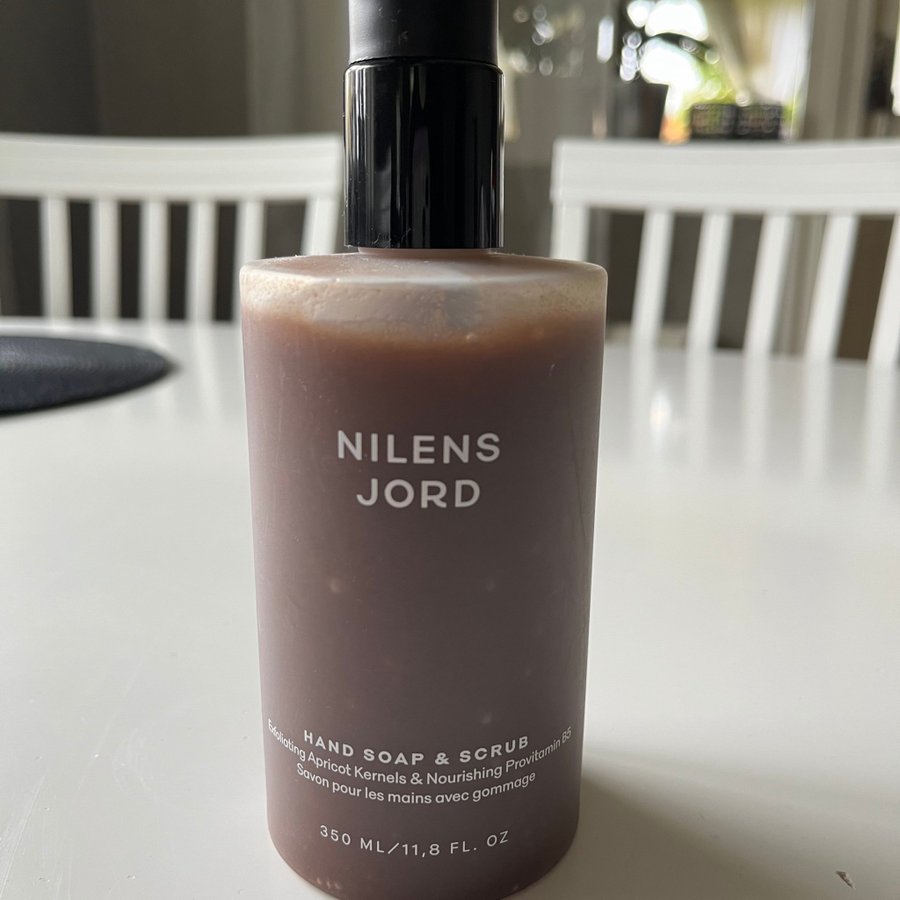 NILENS
JORD
HAND SOAP & SCRUB
Exfoliating Apricot Kernels & Nourishing Provitamin B5
Savon pour les mains avec gommage
350 ML/11,8 FL. OZ